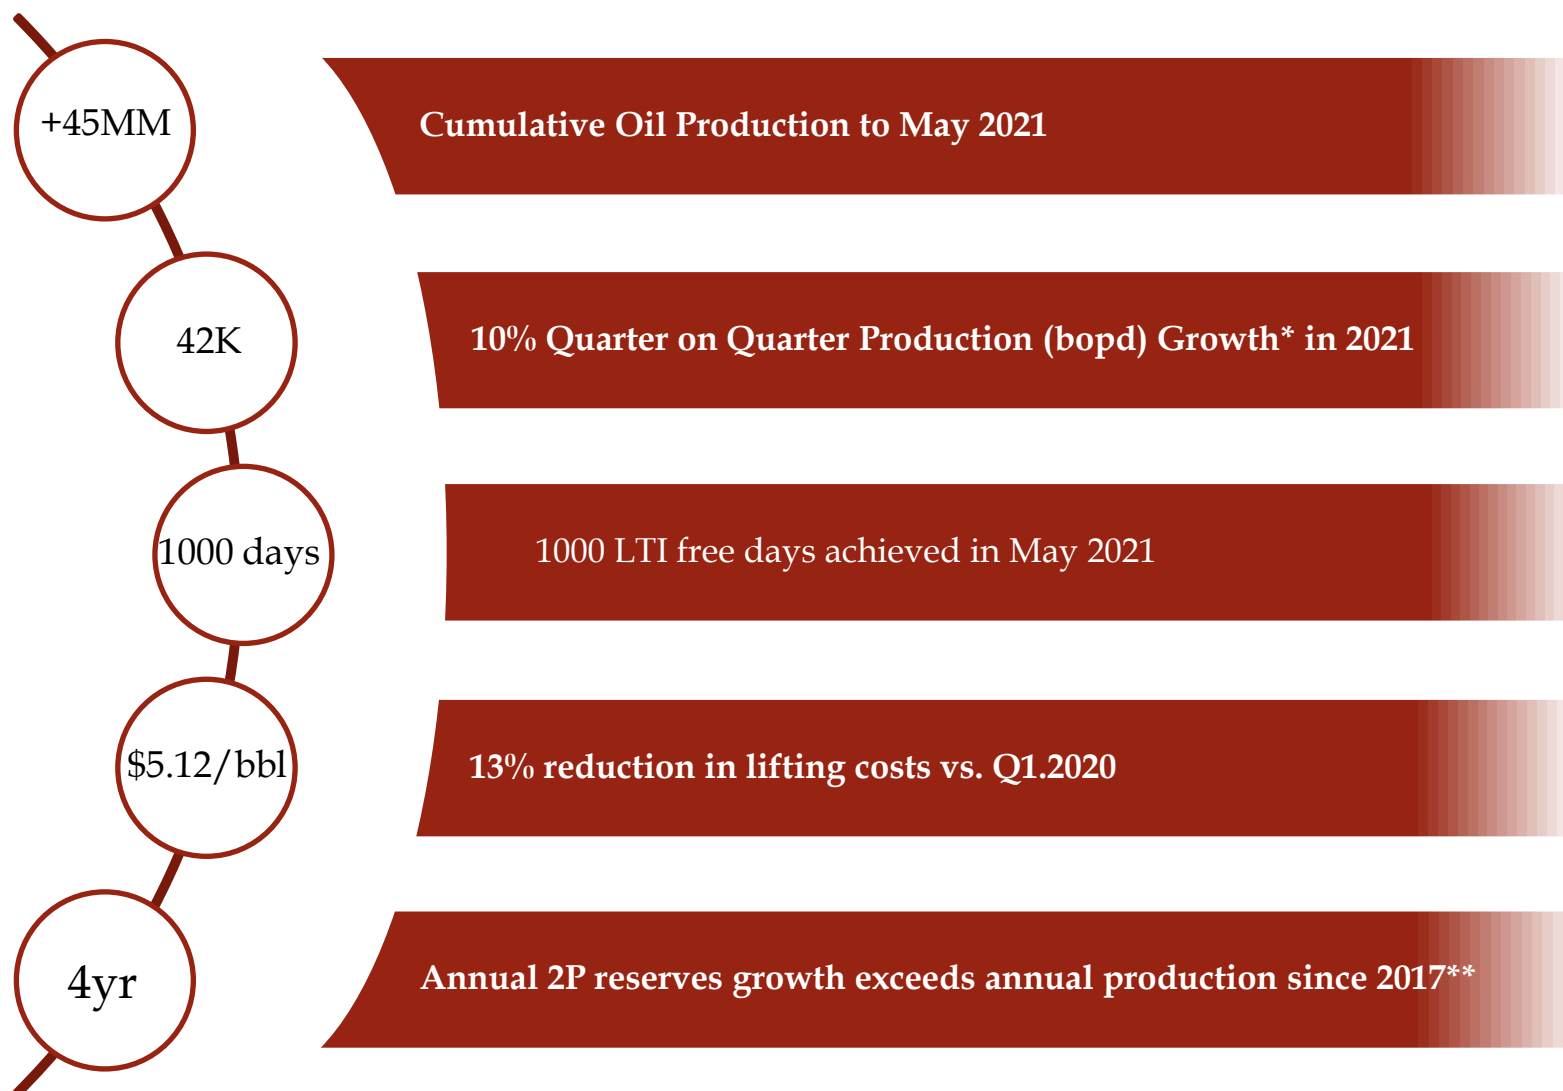 +45MM
Cumulative Oil Production to May 2021
42K
10% Quarter on Quarter Production (bopd) Growth* in 2021
1000 days
1000 LTI free days achieved in May 2021
$5.12/bbl
13% reduction in lifting costs vs. Q1.2020
4yr
Annual 2P reserves growth exceeds annual production since 2017**